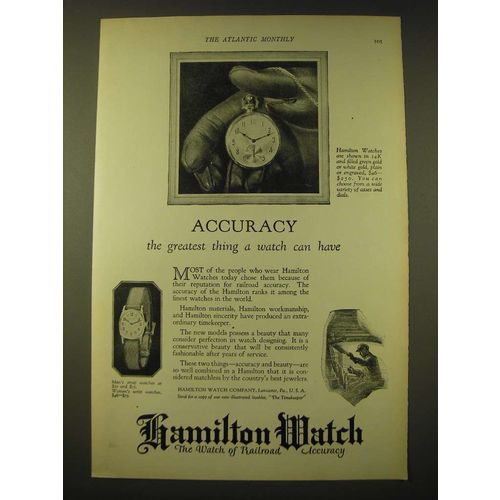 THE ATLANTIC MONTHLY
Hamilton Watches
are shown in 14K
and filled green gold
or white gold, plain
or engraved,
You can
choose from a wide
variety of cases and
dials.
ACCURACY
the greatest thing a watch can have
MOST of the people who wear Hamilton
Watches today chose them because of
their reputation for railroad accuracy. The
accuracy of the Hamilton ranks it among the
finest watches in the world.
Hamilton materials, Hamilton workmanship,
and Hamilton sincerity have produced an extra-
ordinary timekeeper.
The new models possess a beauty that many
consider perfection in watch designing. It is
a conservative beauty that will be consistently
fashionable after years of service.
These two things—accuracy and beauty—are
so well combined in a Hamilton that it is con-
sidered matchless by the country's best jewelers.
HAMILTON WATCH COMPANY, Lancaster, Pa., U. S. A.
Send for a copy of our new illustrated booklet, "The Timekeeper"
Men's strap watches at
Women's wrist watches,
Hamilton Watch
The Watch of Railroad Accuracy